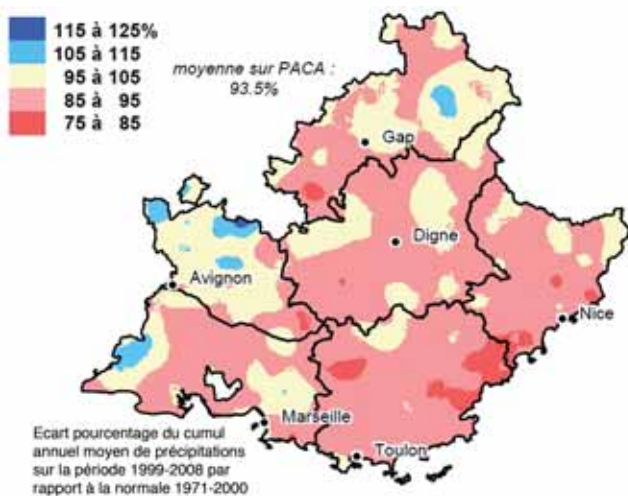 115 à 125%
105 à 115
95 à 105
85 à 95
75 à 85
moyenne sur PACA :
93.5%
Gap
Digne
Avignon
Nice
Marseille
Toulon
Ecart pourcentage du cumul
annuel moyen de précipitations
sur la période 1999-2008 par
rapport à la normale 1971-2000